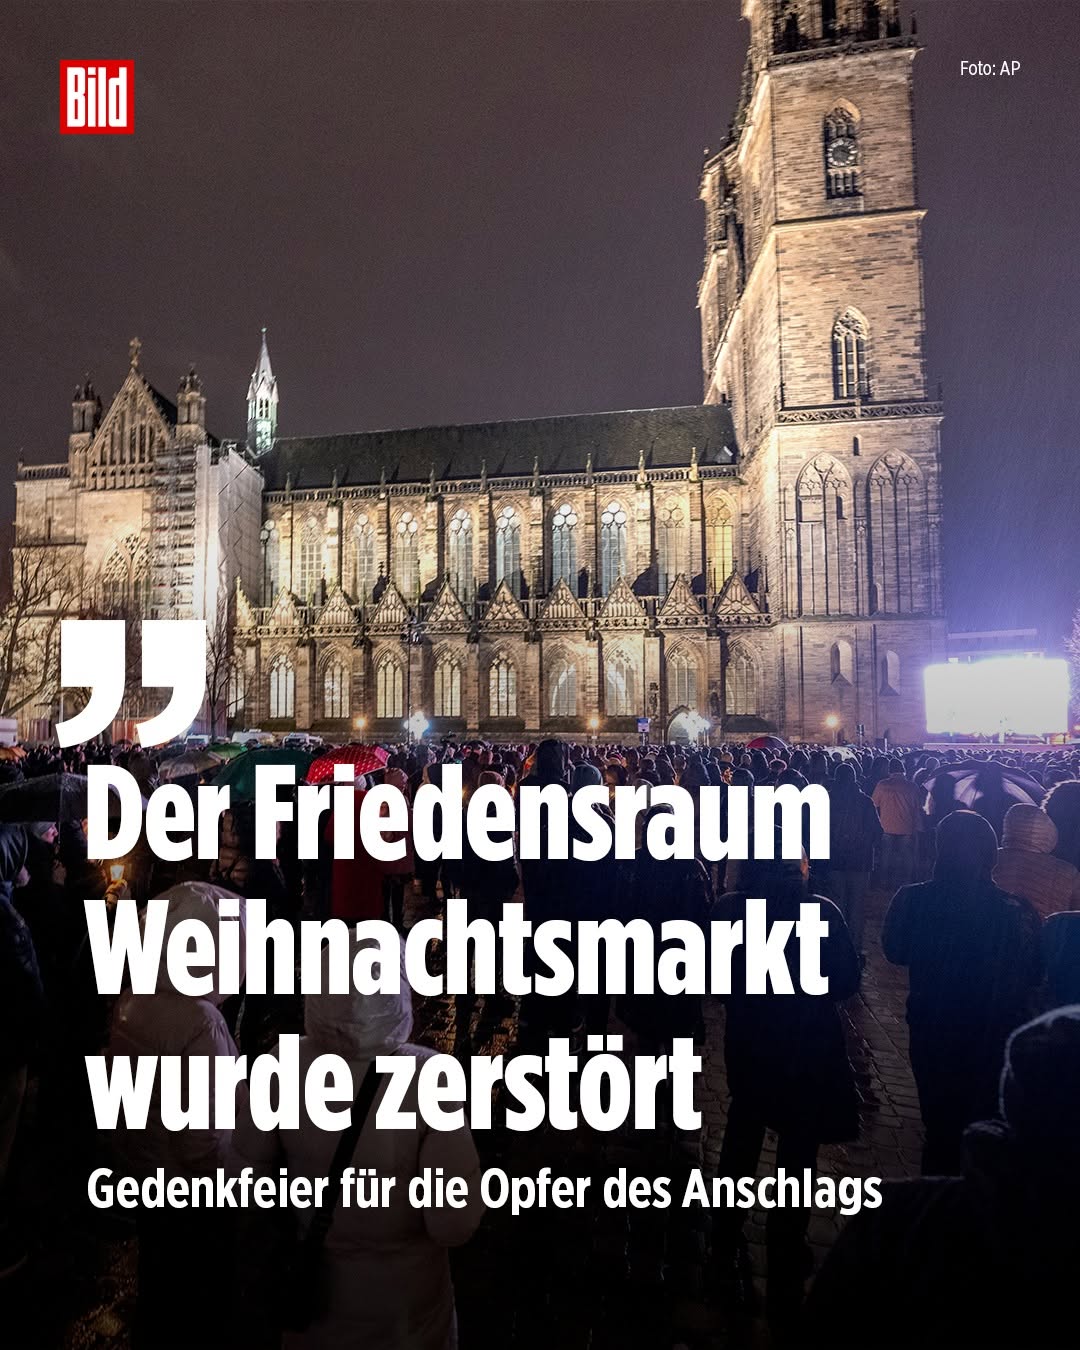 Bild
Foto: AP
”
Der Friedensraum
Weihnachtsmarkt
wurde zerstört
Gedenkfeier für die Opfer des Anschlags